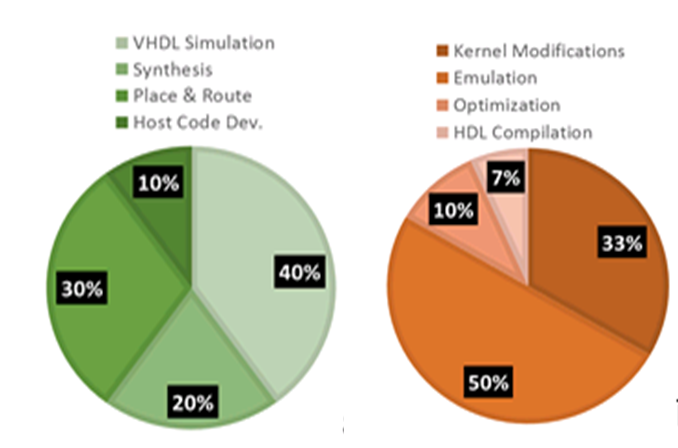 VHDL Simulation
Synthesis
Place & Route
Host Code Dev.
10%
40%
30%
20%
Kernel Modifications
Emulation
Optimization
HDL Compilation
7%
10%
33%
50%